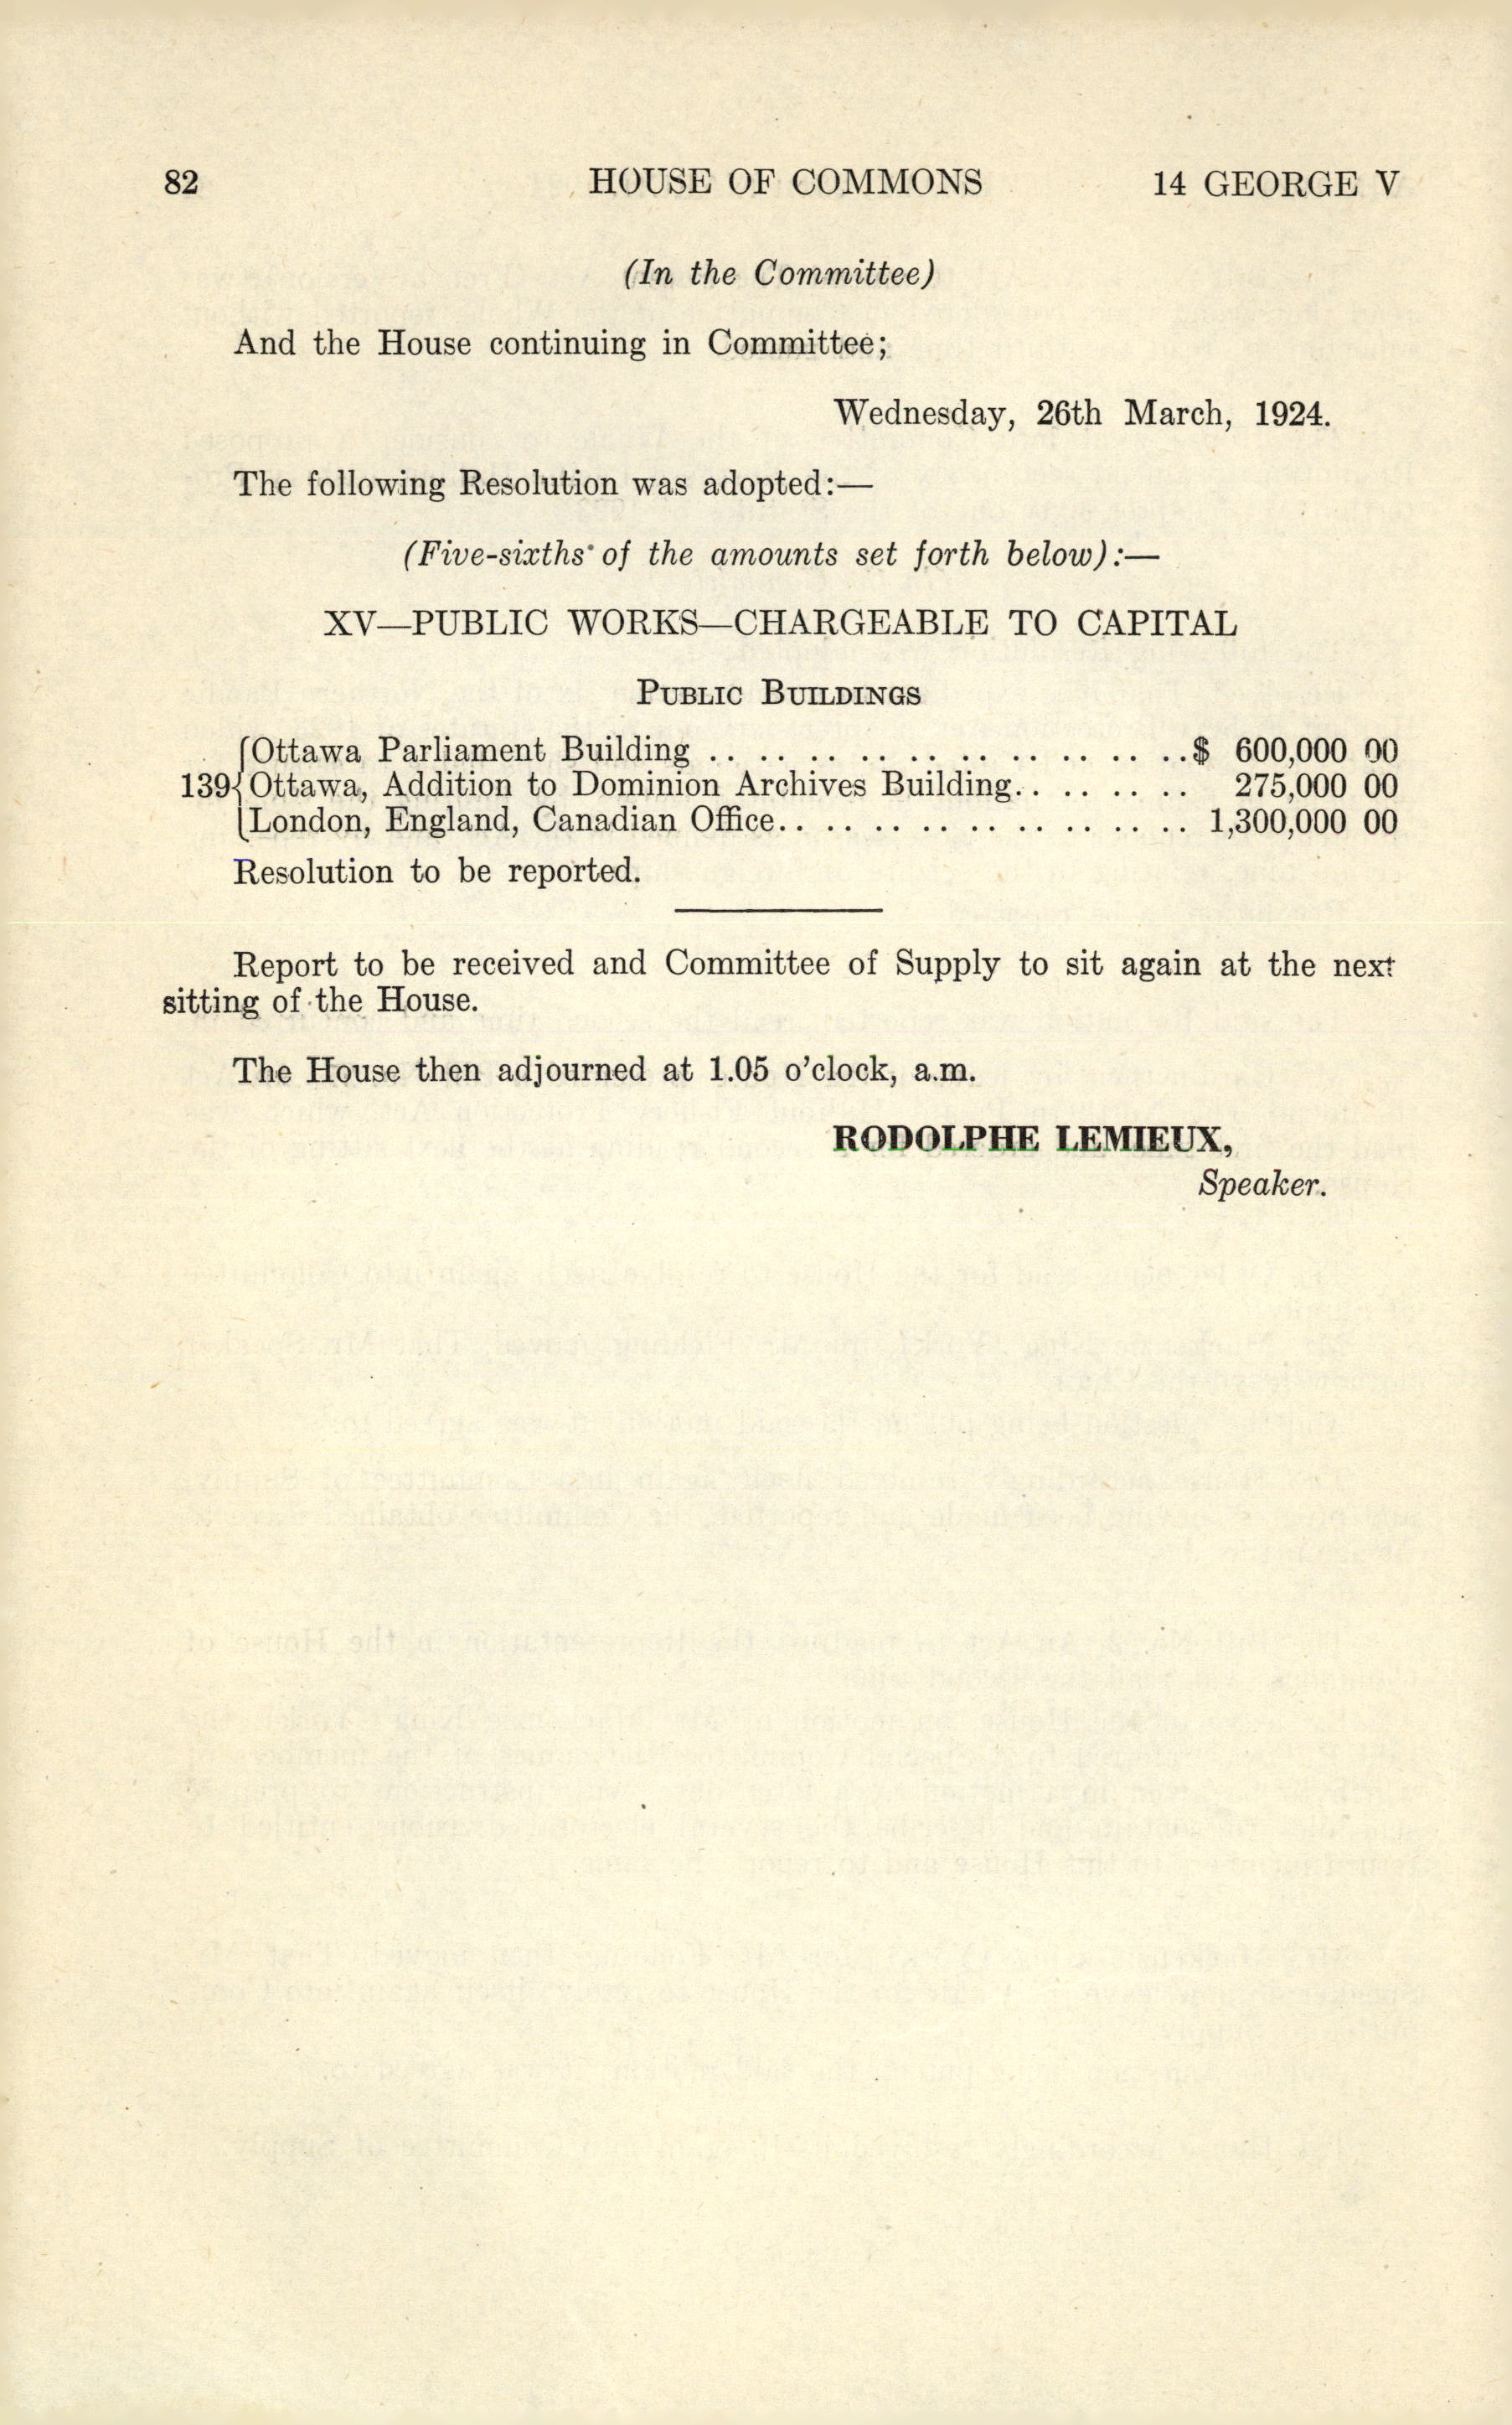 82 HOUSE OF COMMONS 14 GEORGE V
(In the Committee)
And the House continuing in Committee;
Wednesday, 26th March, 1924.
The following Resolution was adopted:—
(Five-sixths of the amounts set forth below):—
XV—PUBLIC WORKS—CHARGEABLE TO CAPITAL
PUBLIC BUILDINGS
Ottawa Parliament Building .. .. .. .. .. .. .. .. .. ..$ 600,000 00
139 Ottawa, Addition to Dominion Archives Building. . .. .. .. 275,000 00
London, England, Canadian Office. . .. .. .. .. .. .. .. .. 1,300,000 00
Resolution to be reported.
Report to be received and Committee of Supply to sit again at the next
sitting of the House.
The House then adjourned at 1.05 o'clock, a.m.
RODOLPHE LEMIEUX,
Speaker.